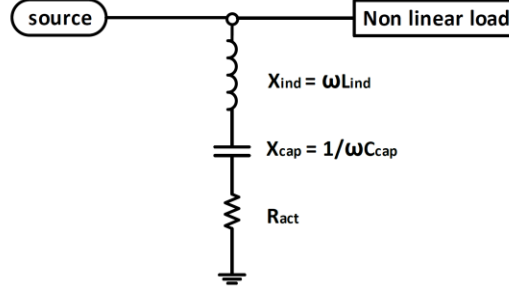 source
Non linear load
Xind = ωLind
Xcap = 1/ωCcap
Ract